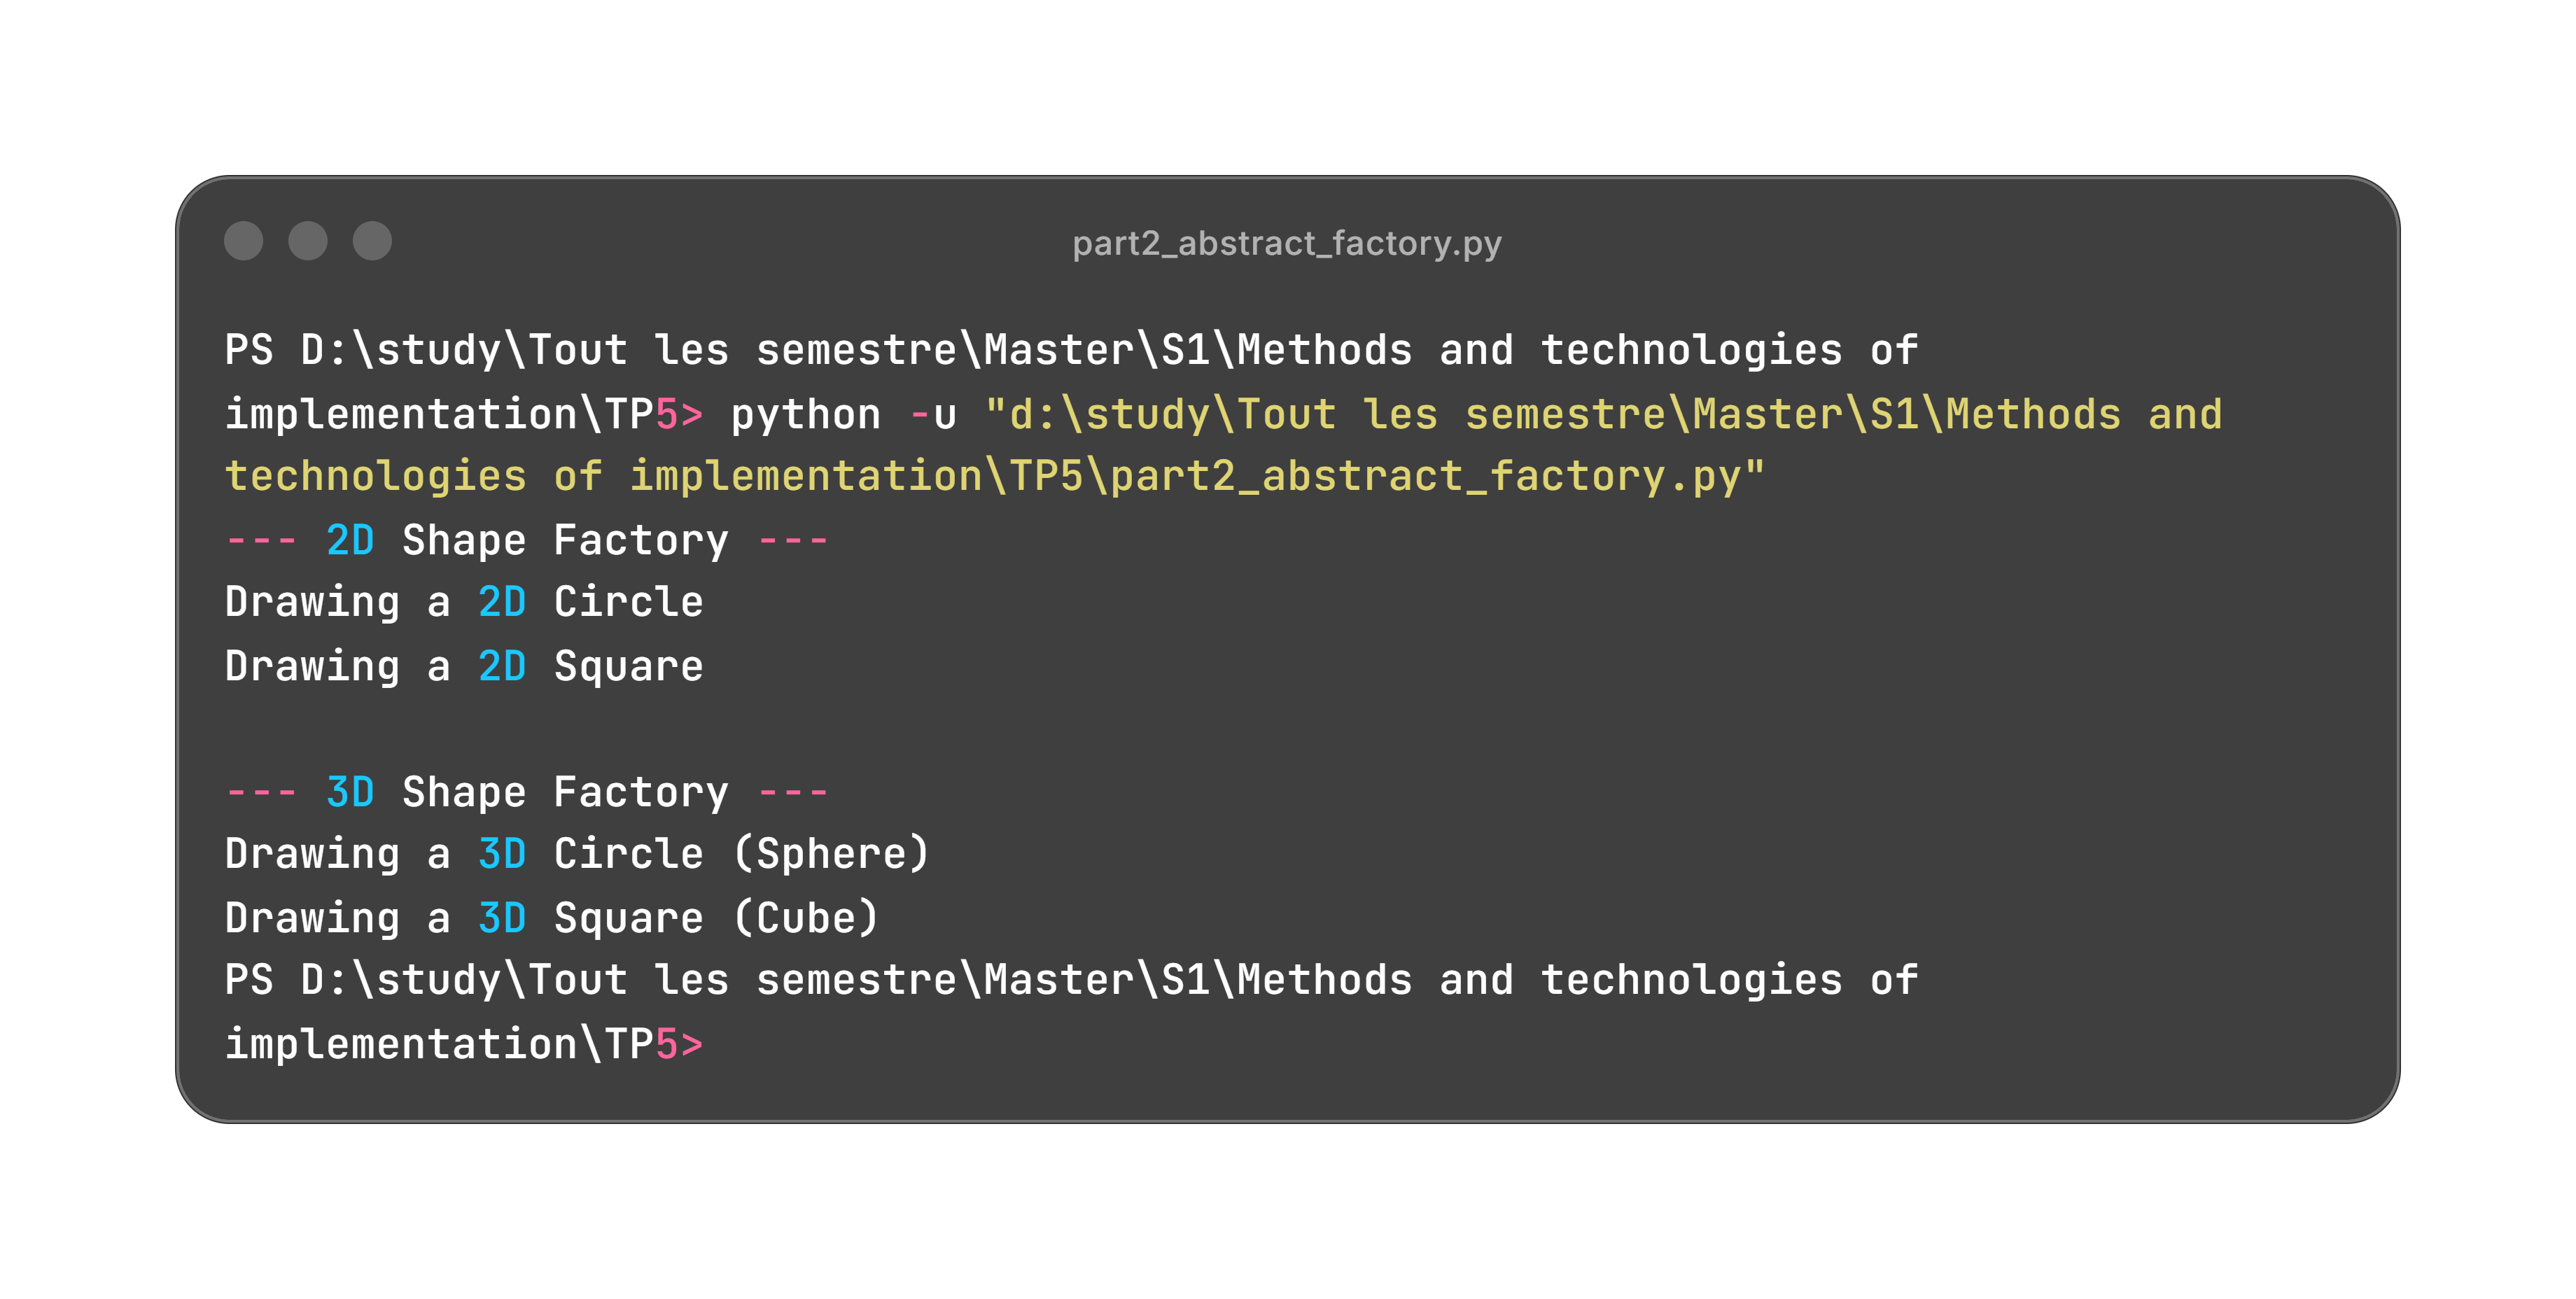 part2_abstract_factory.py
PS D:\study\Tout les semestre\Master\S1\Methods and technologies of
implementation\TP5> python -u "d:\study\Tout les semestre\Master\S1\Methods and
technologies of implementation\TP5\part2_abstract_factory.py"
--- 2D Shape Factory ---
Drawing a 2D Circle
Drawing a 2D Square
--- 3D Shape Factory ---
Drawing a 3D Circle (Sphere)
Drawing a 3D Square (Cube)
PS D:\study\Tout les semestre\Master\S1\Methods and technologies of
implementation\TP5>